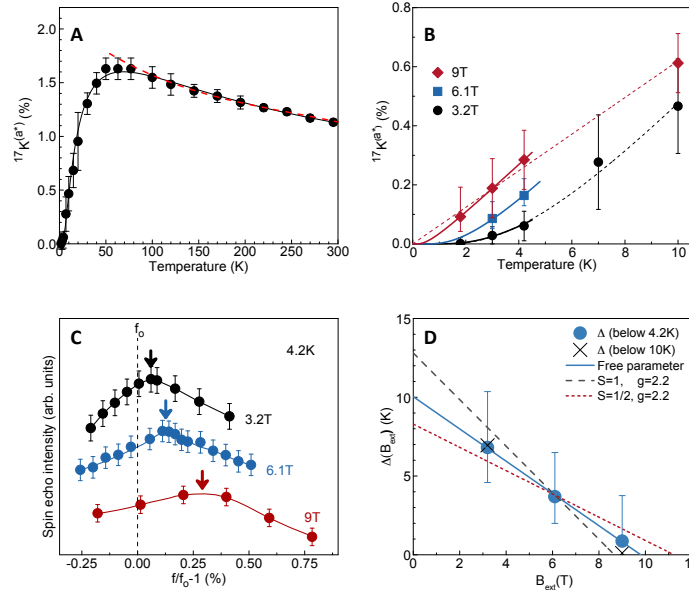 A
17K(a*) (%)
2.0
1.5
1.0
0.5
0.0
0 50 100 150 200 250 300
Temperature (K)
B
17K(a*) (%)
0.8
0.6
0.4
0.2
0.0
9T
6.1T
3.2T
0 2 4 6 8 10
Temperature (K)
C
f₀
4.2K
Spin echo intensity (arb. units)
3.2T
6.1T
9T
-0.25 0.00 0.25 0.50 0.75
f/f₀-1 (%)
D
Δ (below 4.2K)
Δ (below 10K)
Free parameter
S=1, g=2.2
S=1/2, g=2.2
Δ(Bext) (K)
15
10
5
0
0 2 4 6 8 10 12
Bext(T)